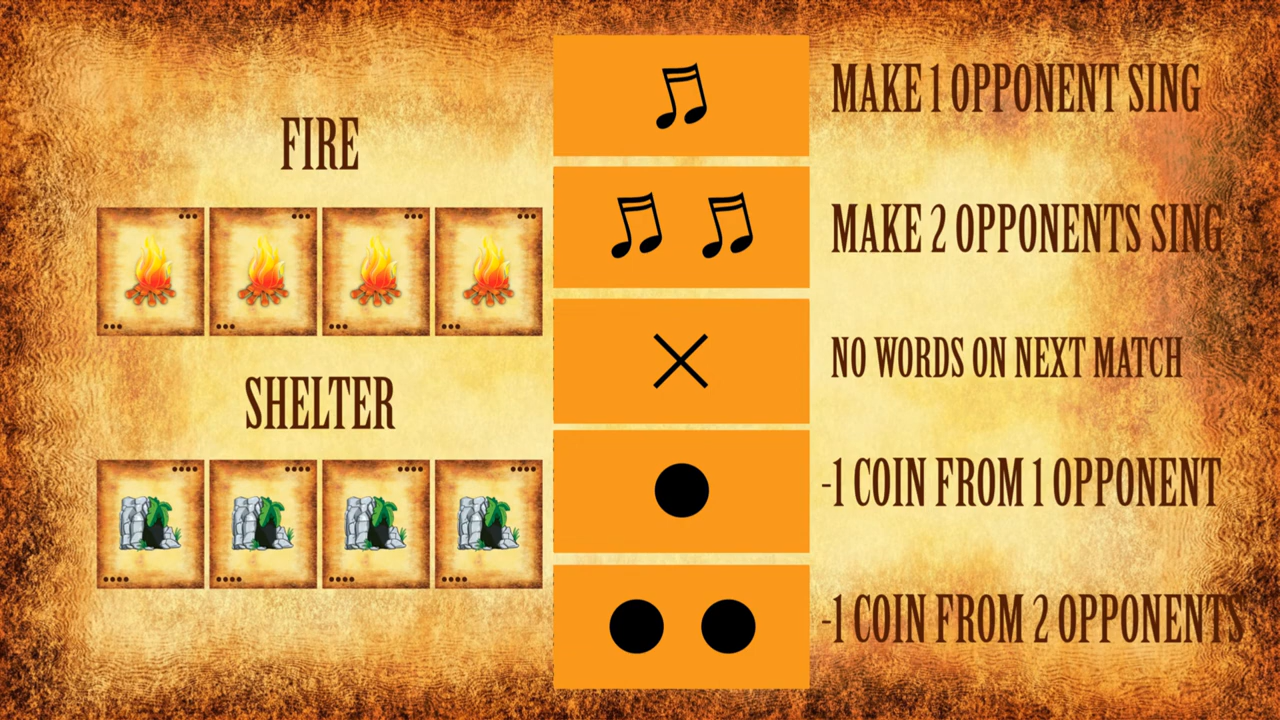 FIRE
SHELTER
MAKE 1 OPPONENT SING
MAKE 2 OPPONENTS SING
NO WORDS ON NEXT MATCH
-1 COIN FROM 1 OPPONENT
-1 COIN FROM 2 OPPONENTS